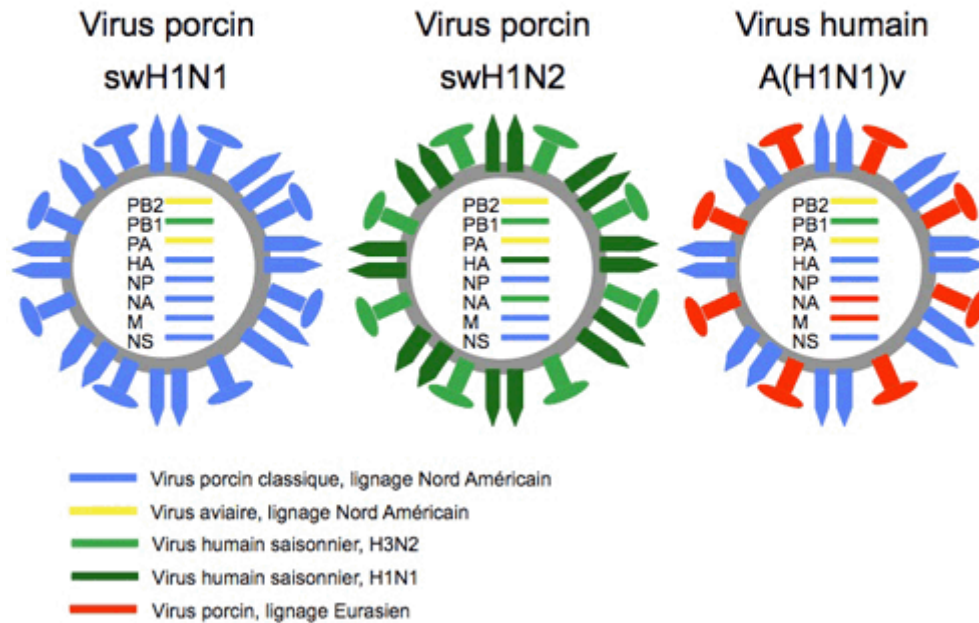 Virus porcin
swH1N1
Virus porcin
swH1N2
Virus humain
A(H1N1)v
PB2
PB1
PA
HA
NP
NA
M
NS
PB2
PB1
PA
HA
NP
NA
M
NS
PB2
PB1
PA
HA
NP
NA
M
NS
Virus porcin classique, lignage Nord Américain
Virus aviaire, lignage Nord Américain
Virus humain saisonnier, H3N2
Virus humain saisonnier, H1N1
Virus porcin, lignage Eurasien